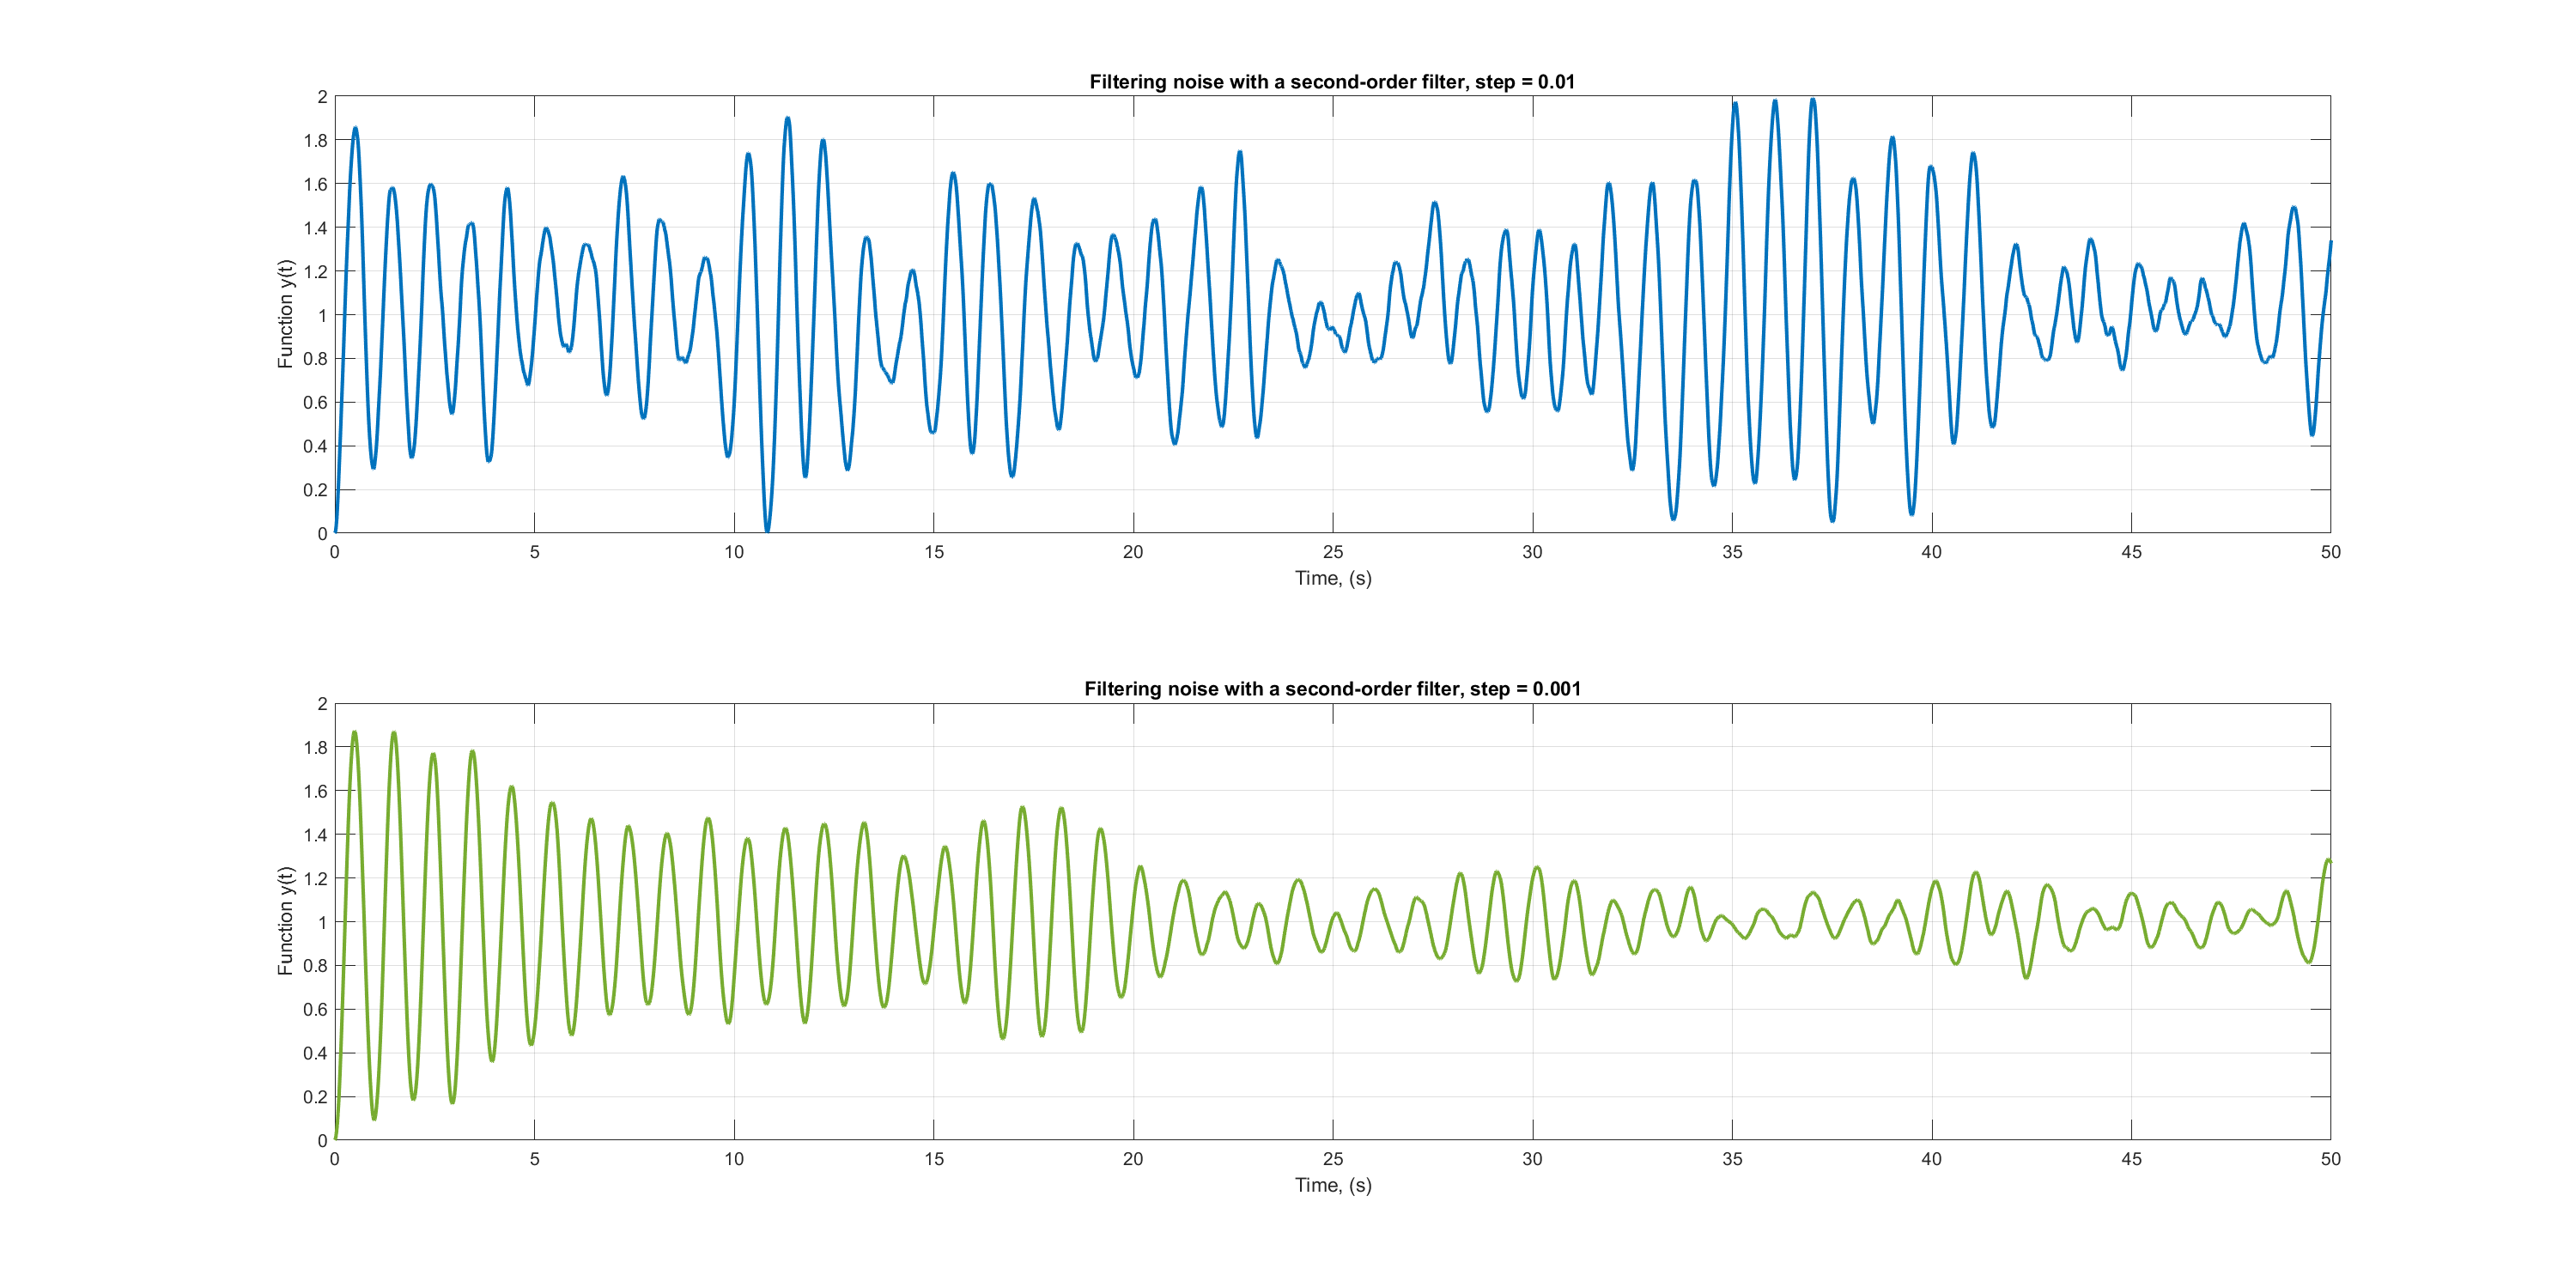 Filtering noise with a second-order filter, step = 0.01
2
1.8
1.6
1.4
1.2
1
0.8
0.6
0.4
0.2
0
Function y(t)
0 5 10 15 20 25 30 35 40 45 50
Time, (s)
Filtering noise with a second-order filter, step = 0.001
2
1.8
1.6
1.4
1.2
1
0.8
0.6
0.4
0.2
0
Function y(t)
0 5 10 15 20 25 30 35 40 45 50
Time, (s)